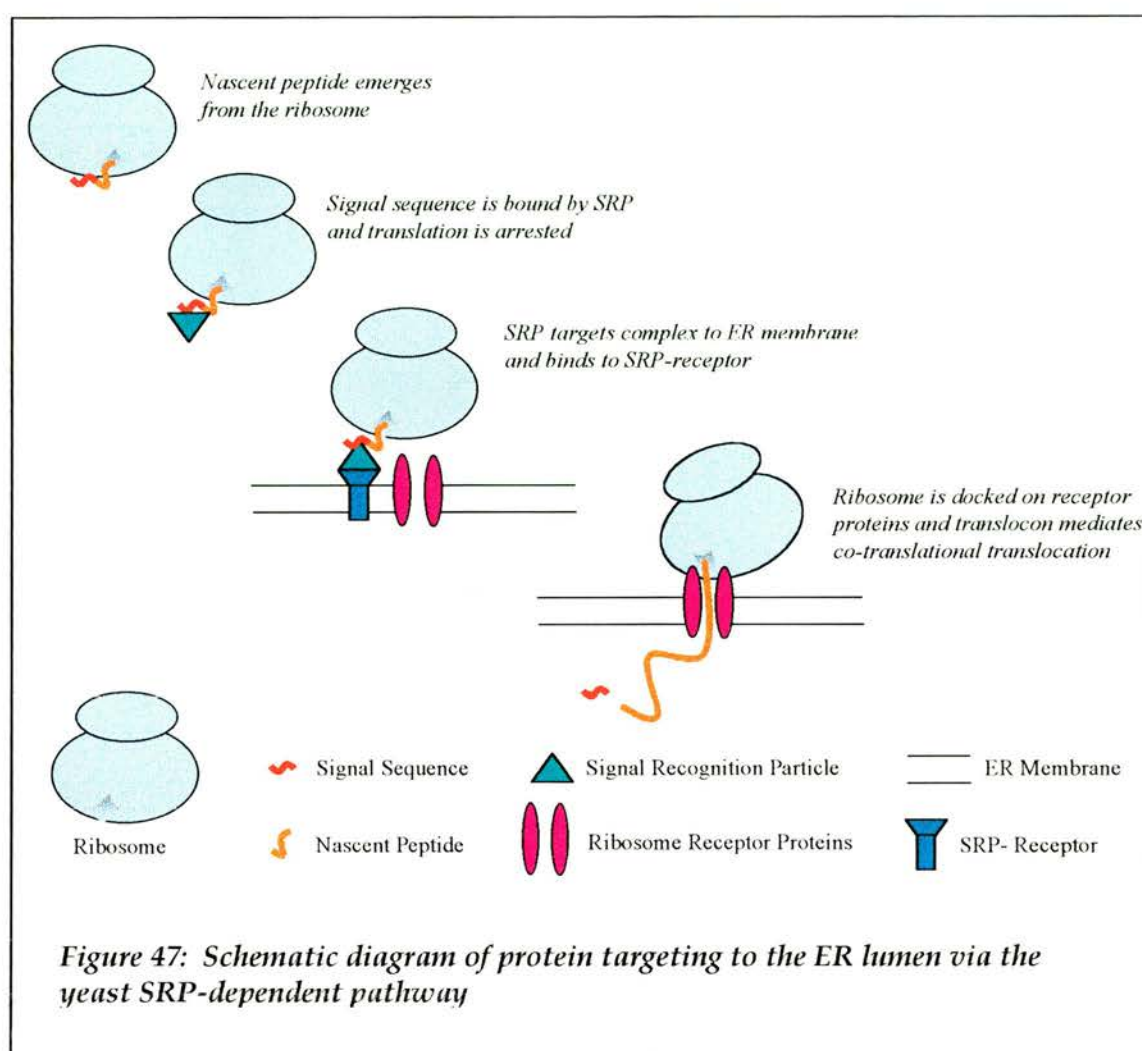 Nascent peptide emerges
from the ribosome
Signal sequence is bound by SRP
and translation is arrested
SRP targets complex to ER membrane
and binds to SRP-receptor
Ribosome is docked on receptor
proteins and translocon mediates
co-translational translocation
Signal Sequence
Signal Recognition Particle
ER Membrane
Ribosome
Nascent Peptide
Ribosome Receptor Proteins
SRP- Receptor
Figure 47: Schematic diagram of protein targeting to the ER lumen via the
yeast SRP-dependent pathway